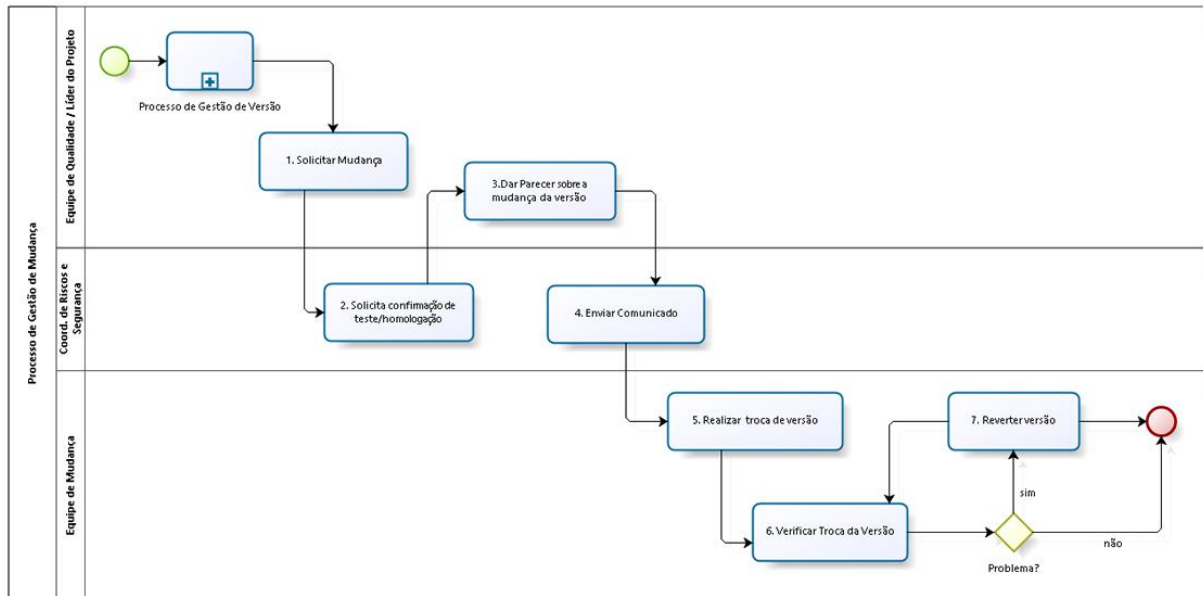 Processo de Gestão de Mudança
Equipe de Qualidade / Líder do Projeto
Processo de Gestão de Versão
1. Solicitar Mudança
3.Dar Parecer sobre a
mudança da versão
Coord. de Riscos e
Segurança
2. Solicita confirmação de
teste/homologação
4. Enviar Comunicado
Equipe de Mudança
5. Realizar troca de versão
7. Reverter versão
sim
6. Verificar Troca da Versão
não
Problema?